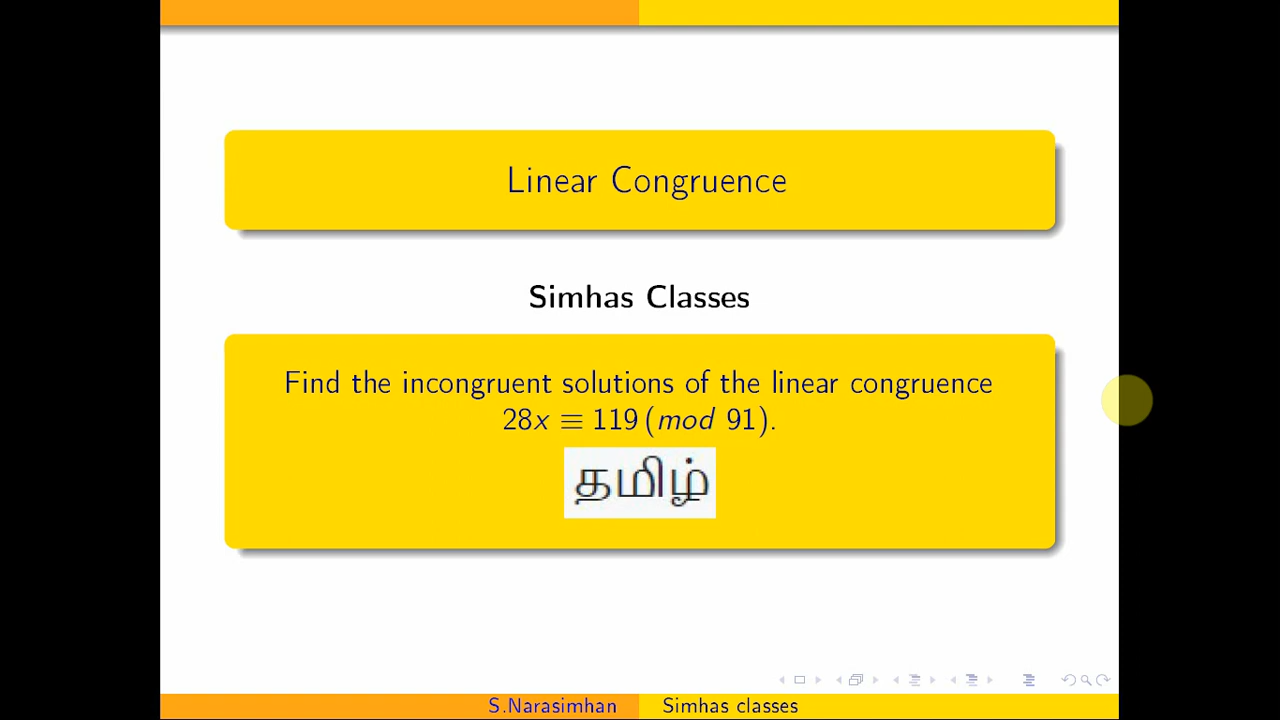 Linear Congruence
Simhas Classes
Find the incongruent solutions of the linear congruence
28x ≡ 119 (mod 91).
தமிழ்
S.Narasimhan Simhas classes